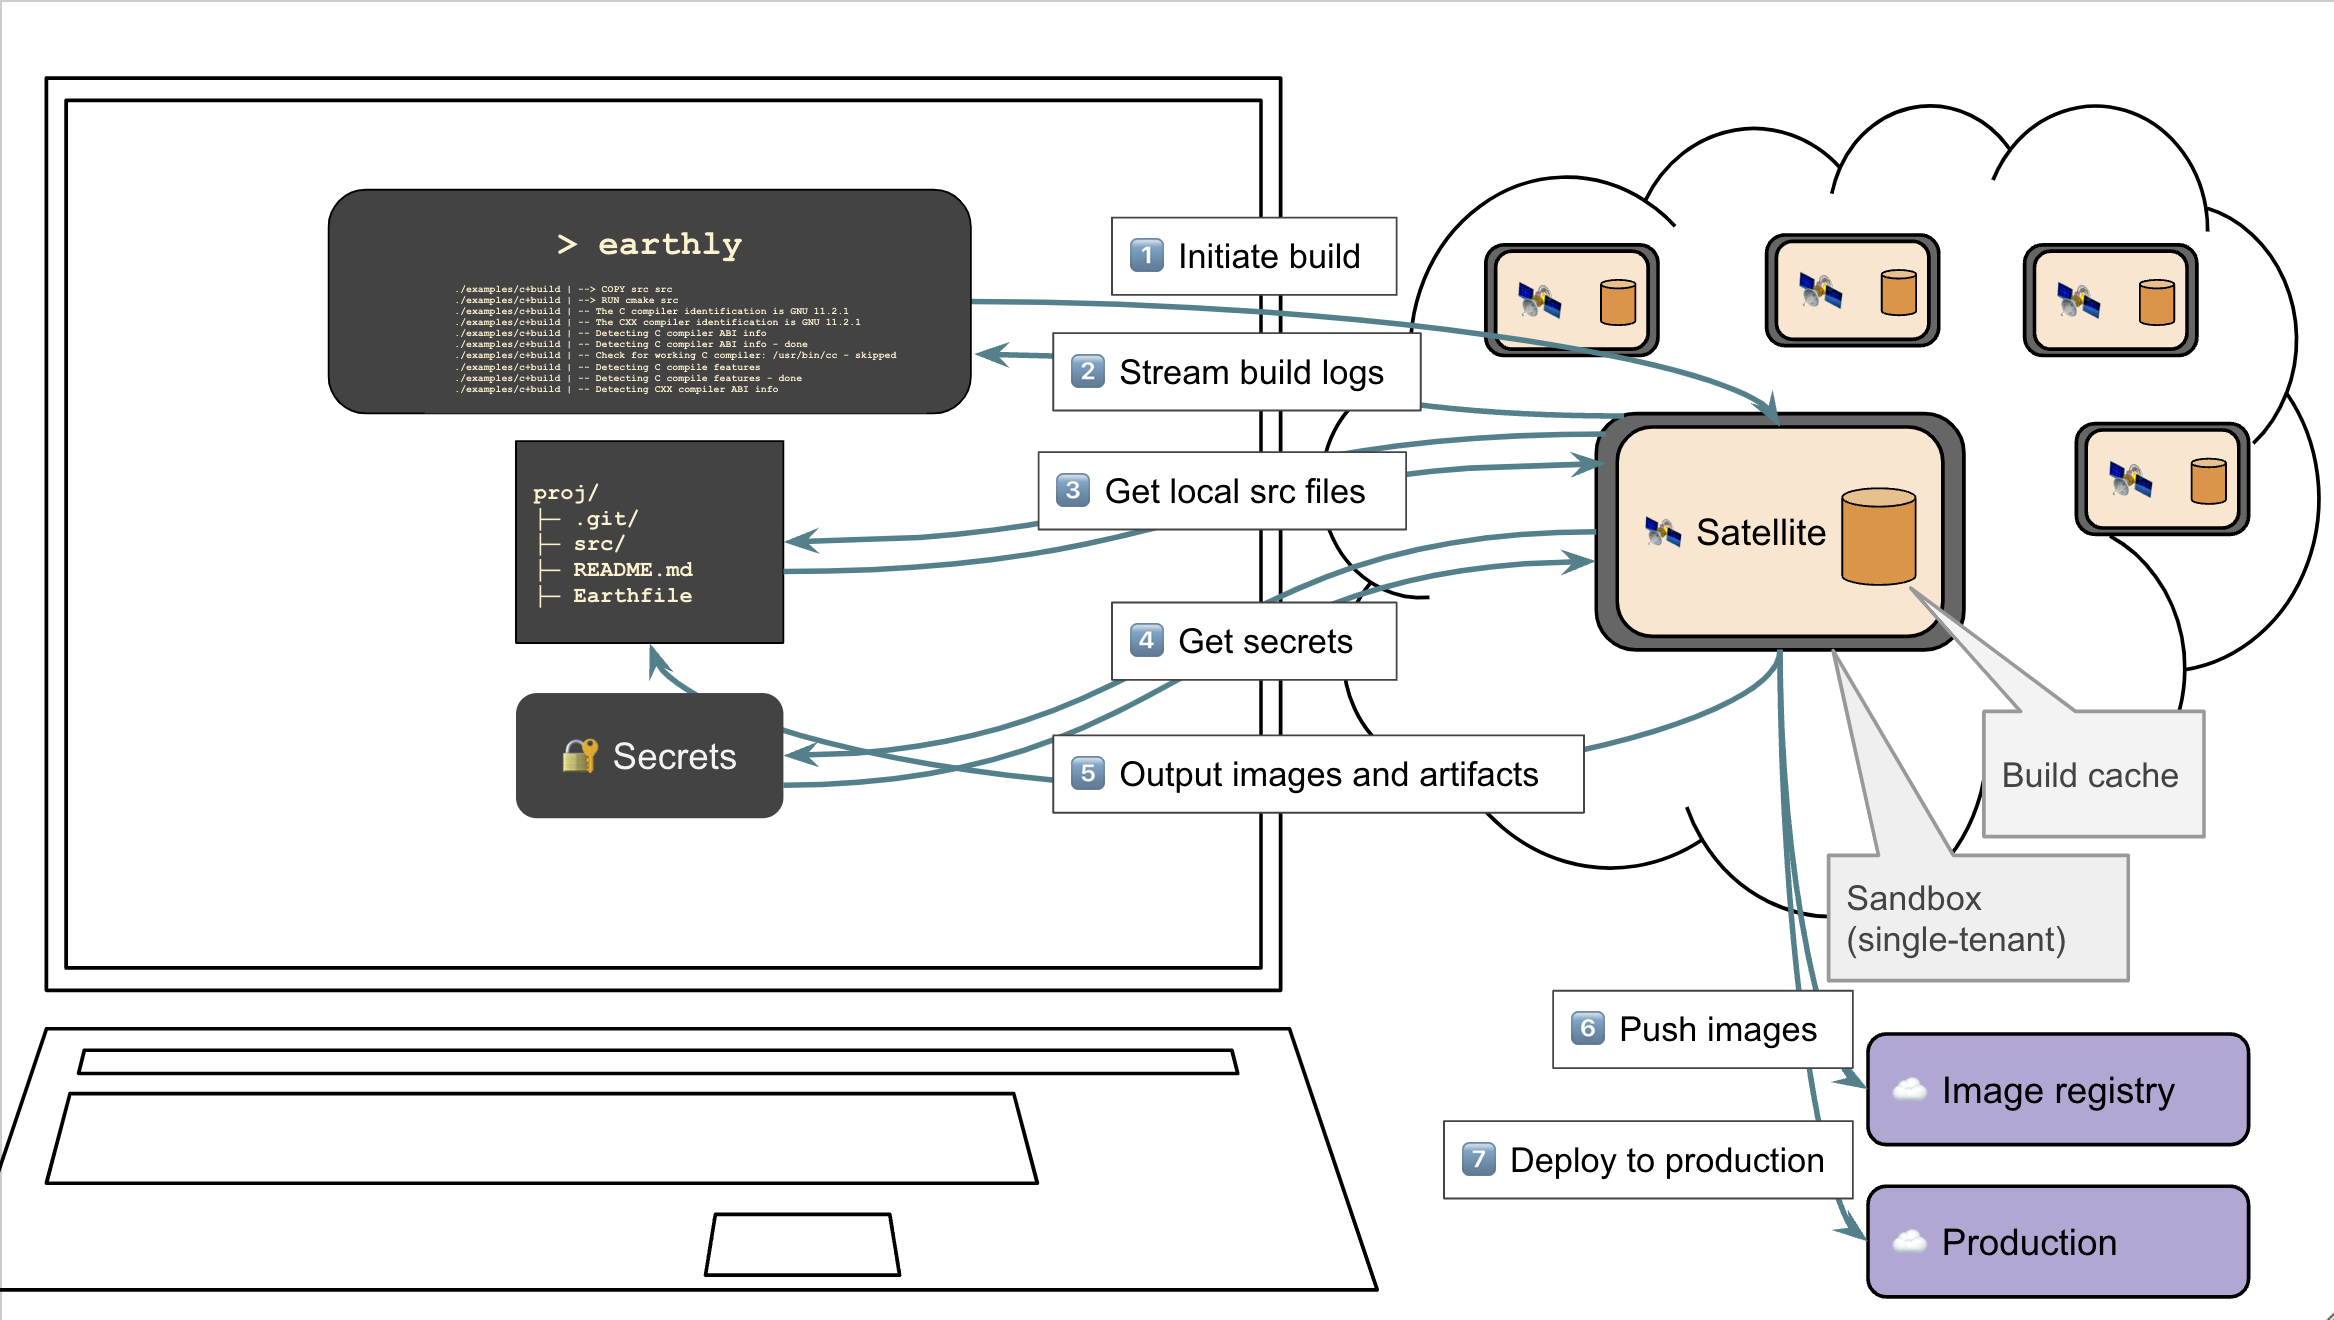 > earthly
./examples/c+build | --> COPY src src
./examples/c+build | --> RUN cmake src
./examples/c+build | -- The C compiler identification is GNU 11.2.1
./examples/c+build | -- The CXX compiler identification is GNU 11.2.1
./examples/c+build | -- Detecting C compiler ABI info
./examples/c+build | -- Detecting C compiler ABI info - done
./examples/c+build | -- Check for working C compiler: /usr/bin/cc - skipped
./examples/c+build | -- Detecting C compile features
./examples/c+build | -- Detecting C compile features - done
./examples/c+build | -- Detecting CXX compiler ABI info
1 Initiate build
2 Stream build logs
3 Get local src files
proj/
├─ .git/
├─ src/
├─ README.md
├─ Earthfile
Satellite
4 Get secrets
Secrets
5 Output images and artifacts
Build cache
Sandbox
(single-tenant)
6 Push images
Image registry
7 Deploy to production
Production